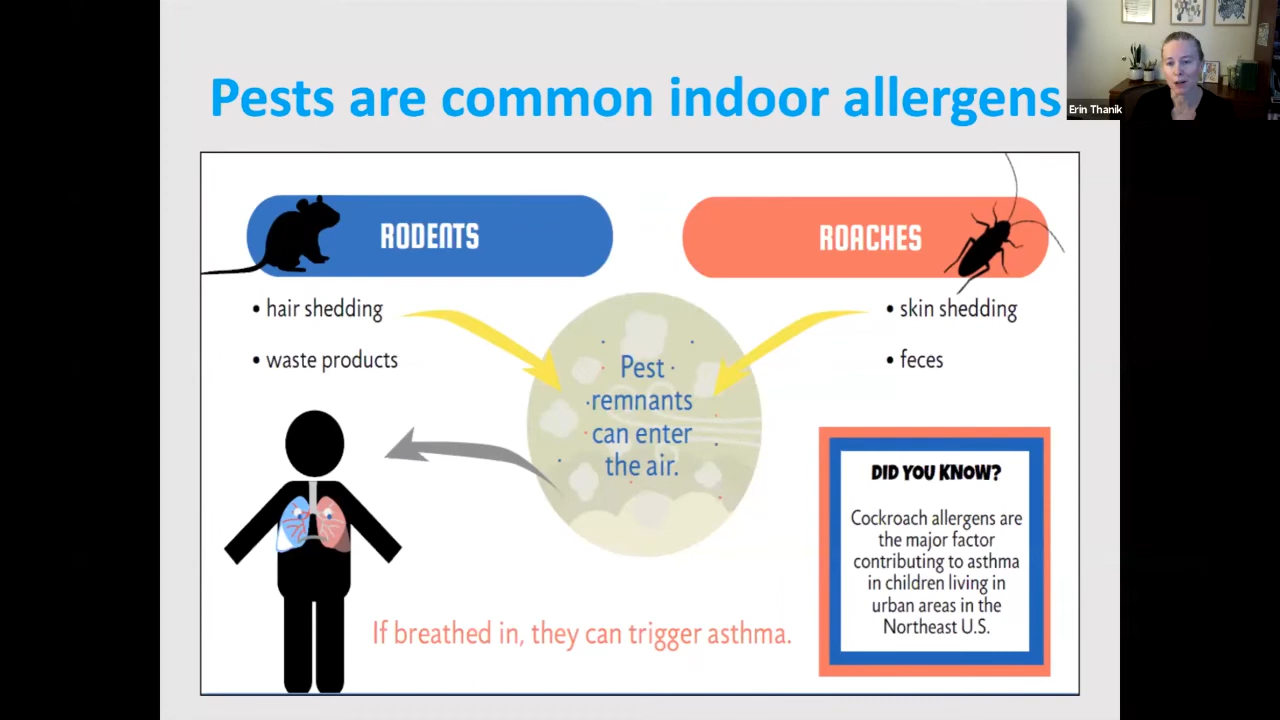 Pests are common indoor allergens
Erin Thanik
RODENTS
ROACHES
• hair shedding
• waste products
• skin shedding
• feces
Pest
remnants
can enter
the air.
DID YOU KNOW?
Cockroach allergens are
the major factor
contributing to asthma
in children living in
urban areas in the
Northeast U.S.
If breathed in, they can trigger asthma.